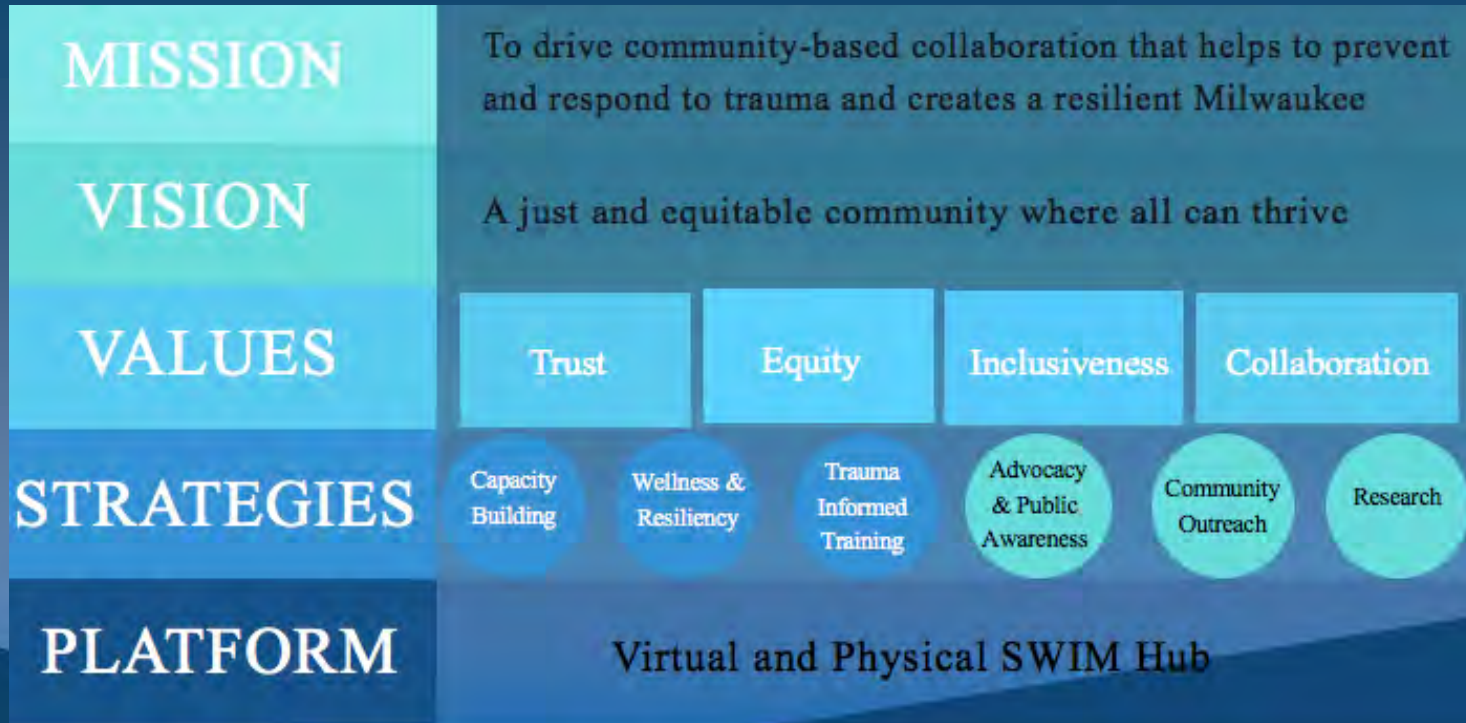 MISSION
To drive community-based collaboration that helps to prevent
and respond to trauma and creates a resilient Milwaukee
VISION
A just and equitable community where all can thrive
VALUES
Trust
Equity
Inclusiveness
Collaboration
STRATEGIES
Capacity
Building
Wellness &
Resiliency
Trauma
Informed
Training
Advocacy
& Public
Awareness
Community
Outreach
Research
PLATFORM
Virtual and Physical SWIM Hub